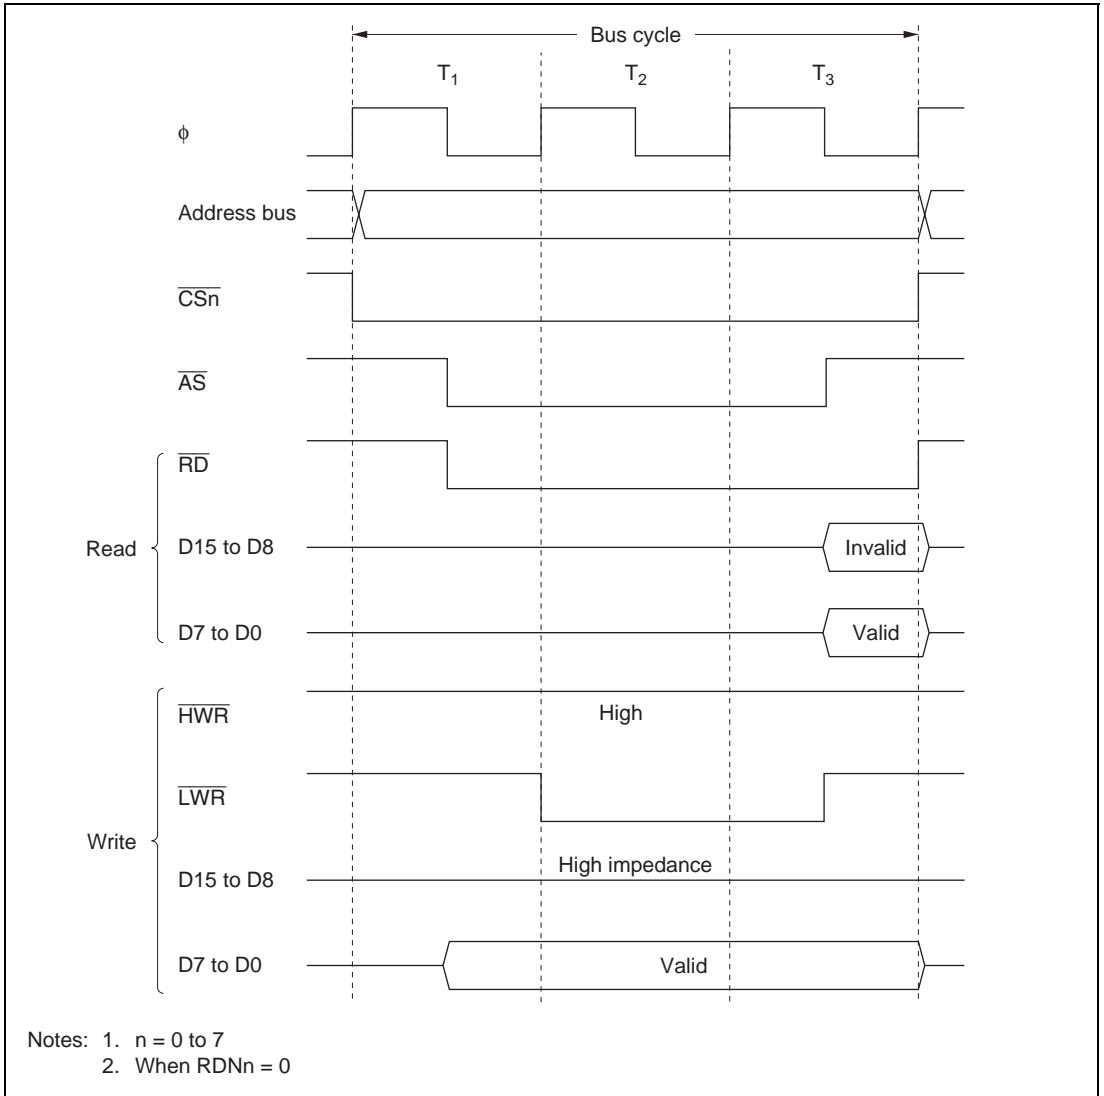 Bus cycle
T1 T2 T3
ϕ
Address bus
CSn
AS
RD
Read D15 to D8 Invalid
D7 to D0 Valid
HWR High
LWR
Write
High impedance
D15 to D8
D7 to D0 Valid
Notes: 1. n = 0 to 7
2. When RDNn = 0